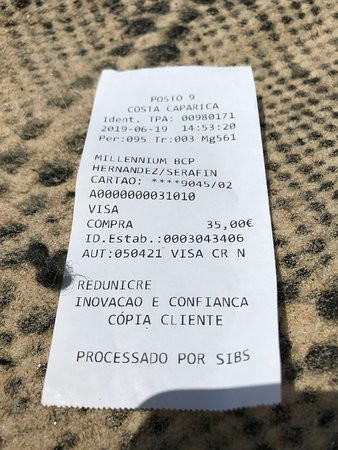 POSTO 9
COSTA CAPARICA
Ident. TPA: 00980171
2019-06-19 14:53:20
Per:095 Tr:003 Mg561
MILLENNIUM BCP
HERNANDEZ/SERAFIN
CARTAO: ****9045/02
A0000000031010
VISA
COMPRA 35,00€
ID.Estab.:0003043406
AUT:050421 VISA CR N
REDUNICRE
INOVACAO E CONFIANCA
CÓPIA CLIENTE
PROCESSADO POR SIBS